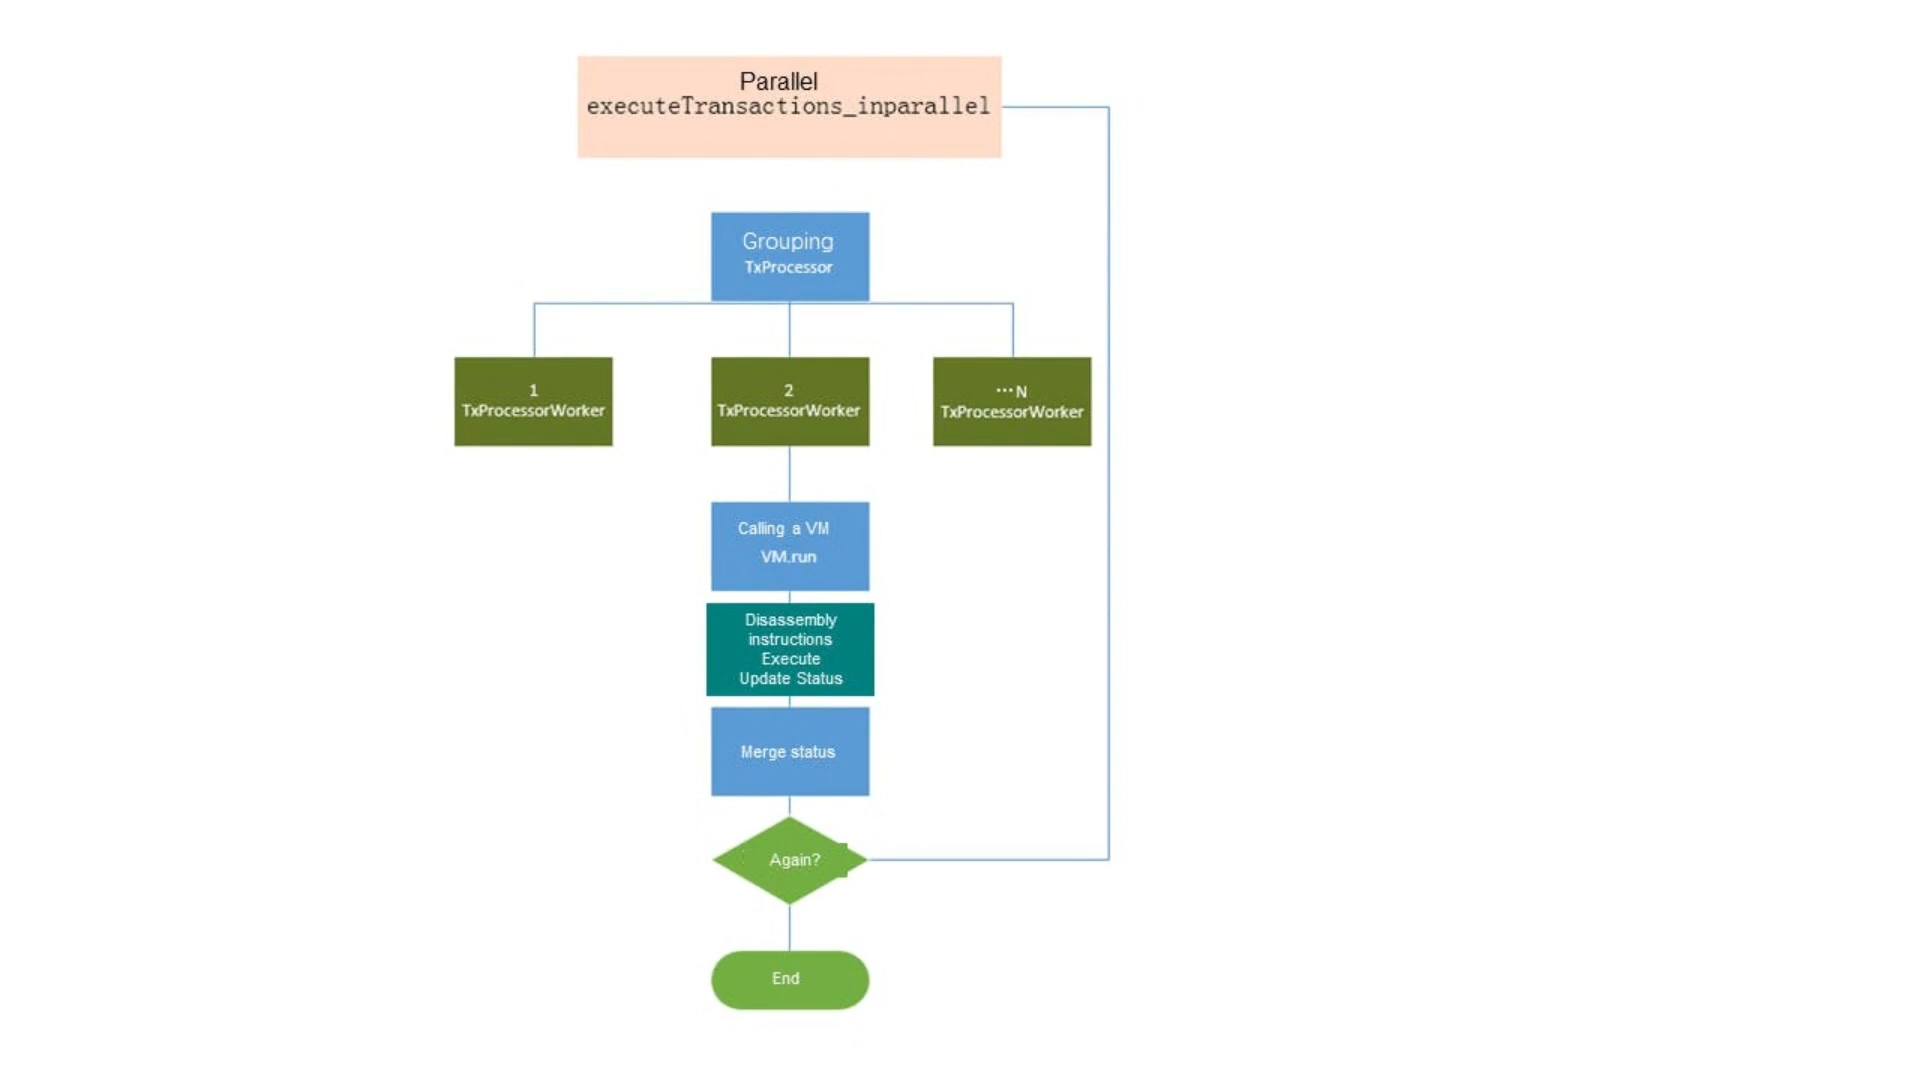 Parallel
executeTransactions_inparallel
Grouping
TxProcessor
1
TxProcessorWorker
2
TxProcessorWorker
···N
TxProcessorWorker
Calling a VM
VM.run
Disassembly
instructions
Execute
Update Status
Merge status
Again?
End